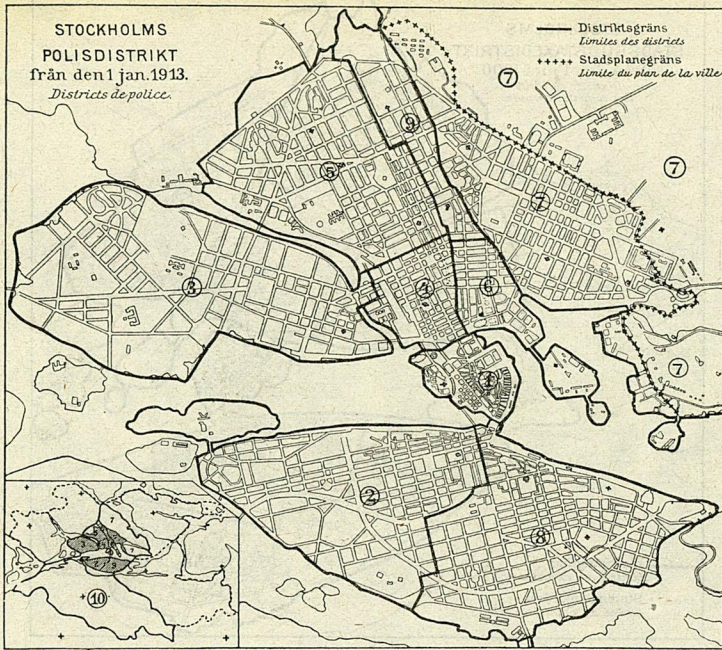 STOCKHOLMS
POLISDISTRIKT
från den 1 jan. 1913.
Districts de police.
Distriktsgräns
Limites des districts
Stadsplanegräns
Limite du plan de la ville
7
9
5
7
7
3
4
6
1
7
2
8
10